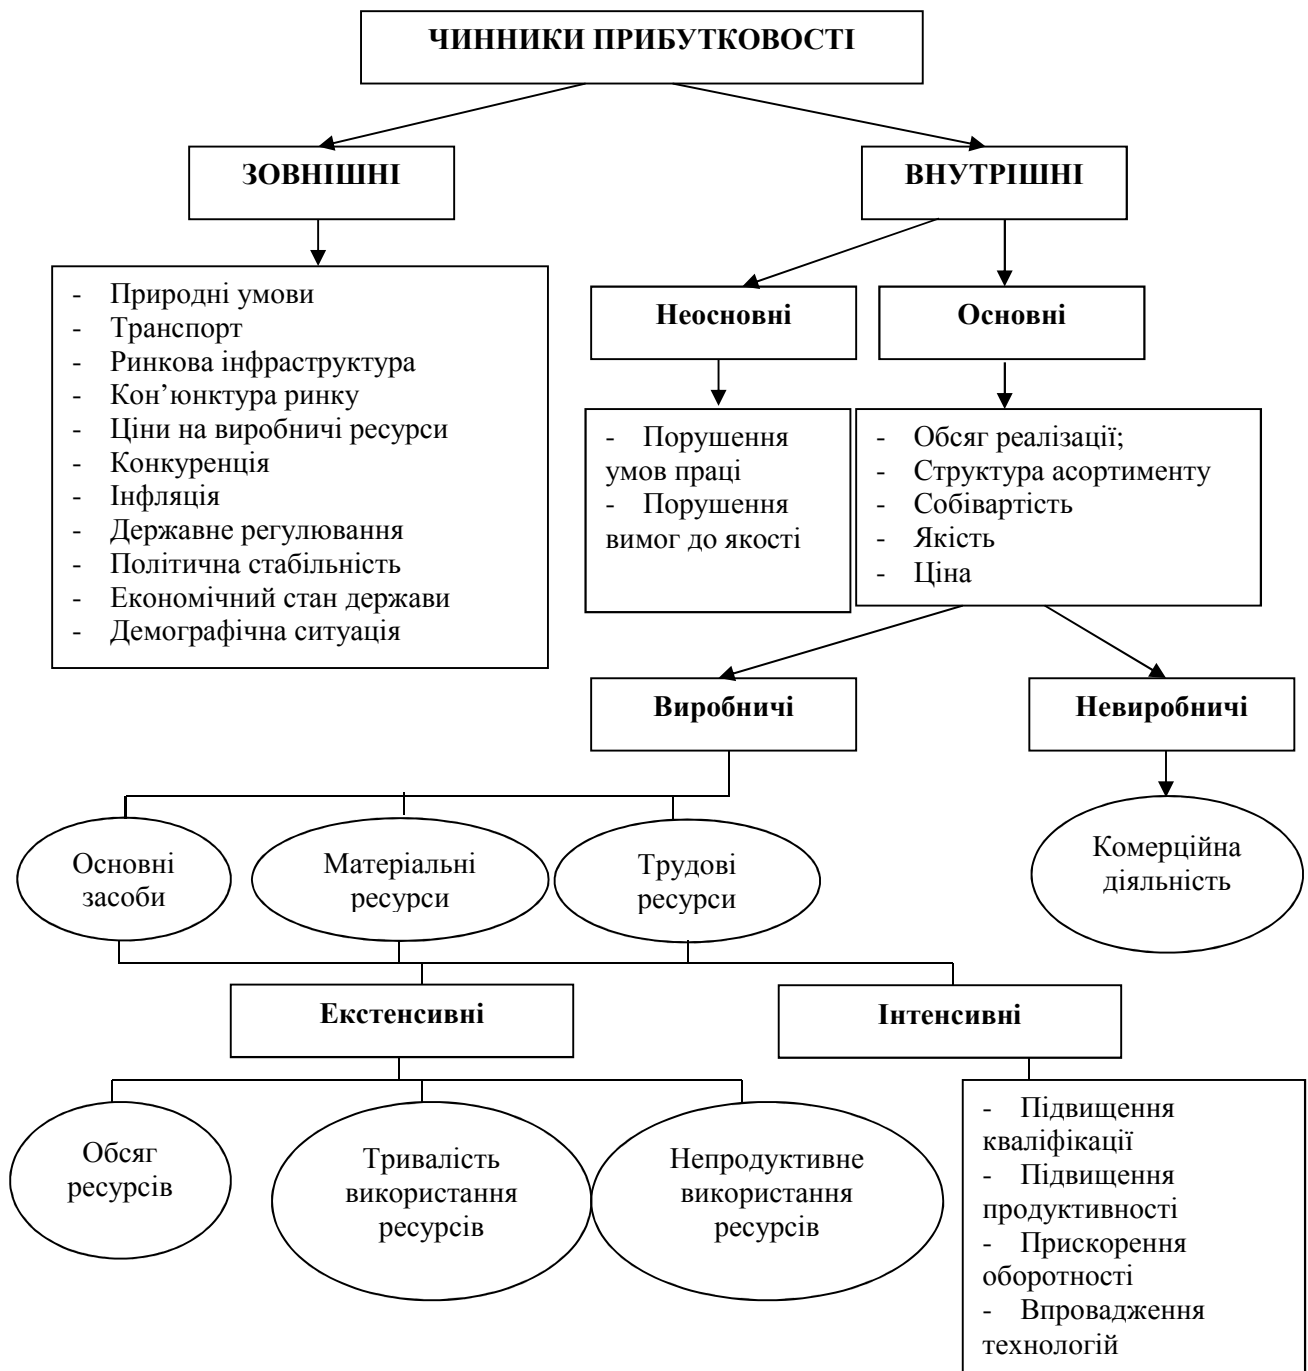 ЧИННИКИ ПРИБУТКОВОСТІ
ЗОВНІШНІ
ВНУТРІШНІ
- Природні умови
- Транспорт
- Ринкова інфраструктура
- Кон’юнктура ринку
- Ціни на виробничі ресурси
- Конкуренція
- Інфляція
- Державне регулювання
- Політична стабільність
- Економічний стан держави
- Демографічна ситуація
Неосновні
Основні
- Порушення
умов праці
- Порушення
вимог до якості
- Обсяг реалізації;
- Структура асортименту
- Собівартість
- Якість
- Ціна
Виробничі
Невиробничі
Основні
засоби
Матеріальні
ресурси
Трудові
ресурси
Комерційна
діяльність
Екстенсивні
Інтенсивні
Обсяг
ресурсів
Тривалість
використання
ресурсів
Непродуктивне
використання
ресурсів
- Підвищення
кваліфікації
- Підвищення
продуктивності
- Прискорення
оборотності
- Впровадження
технологій